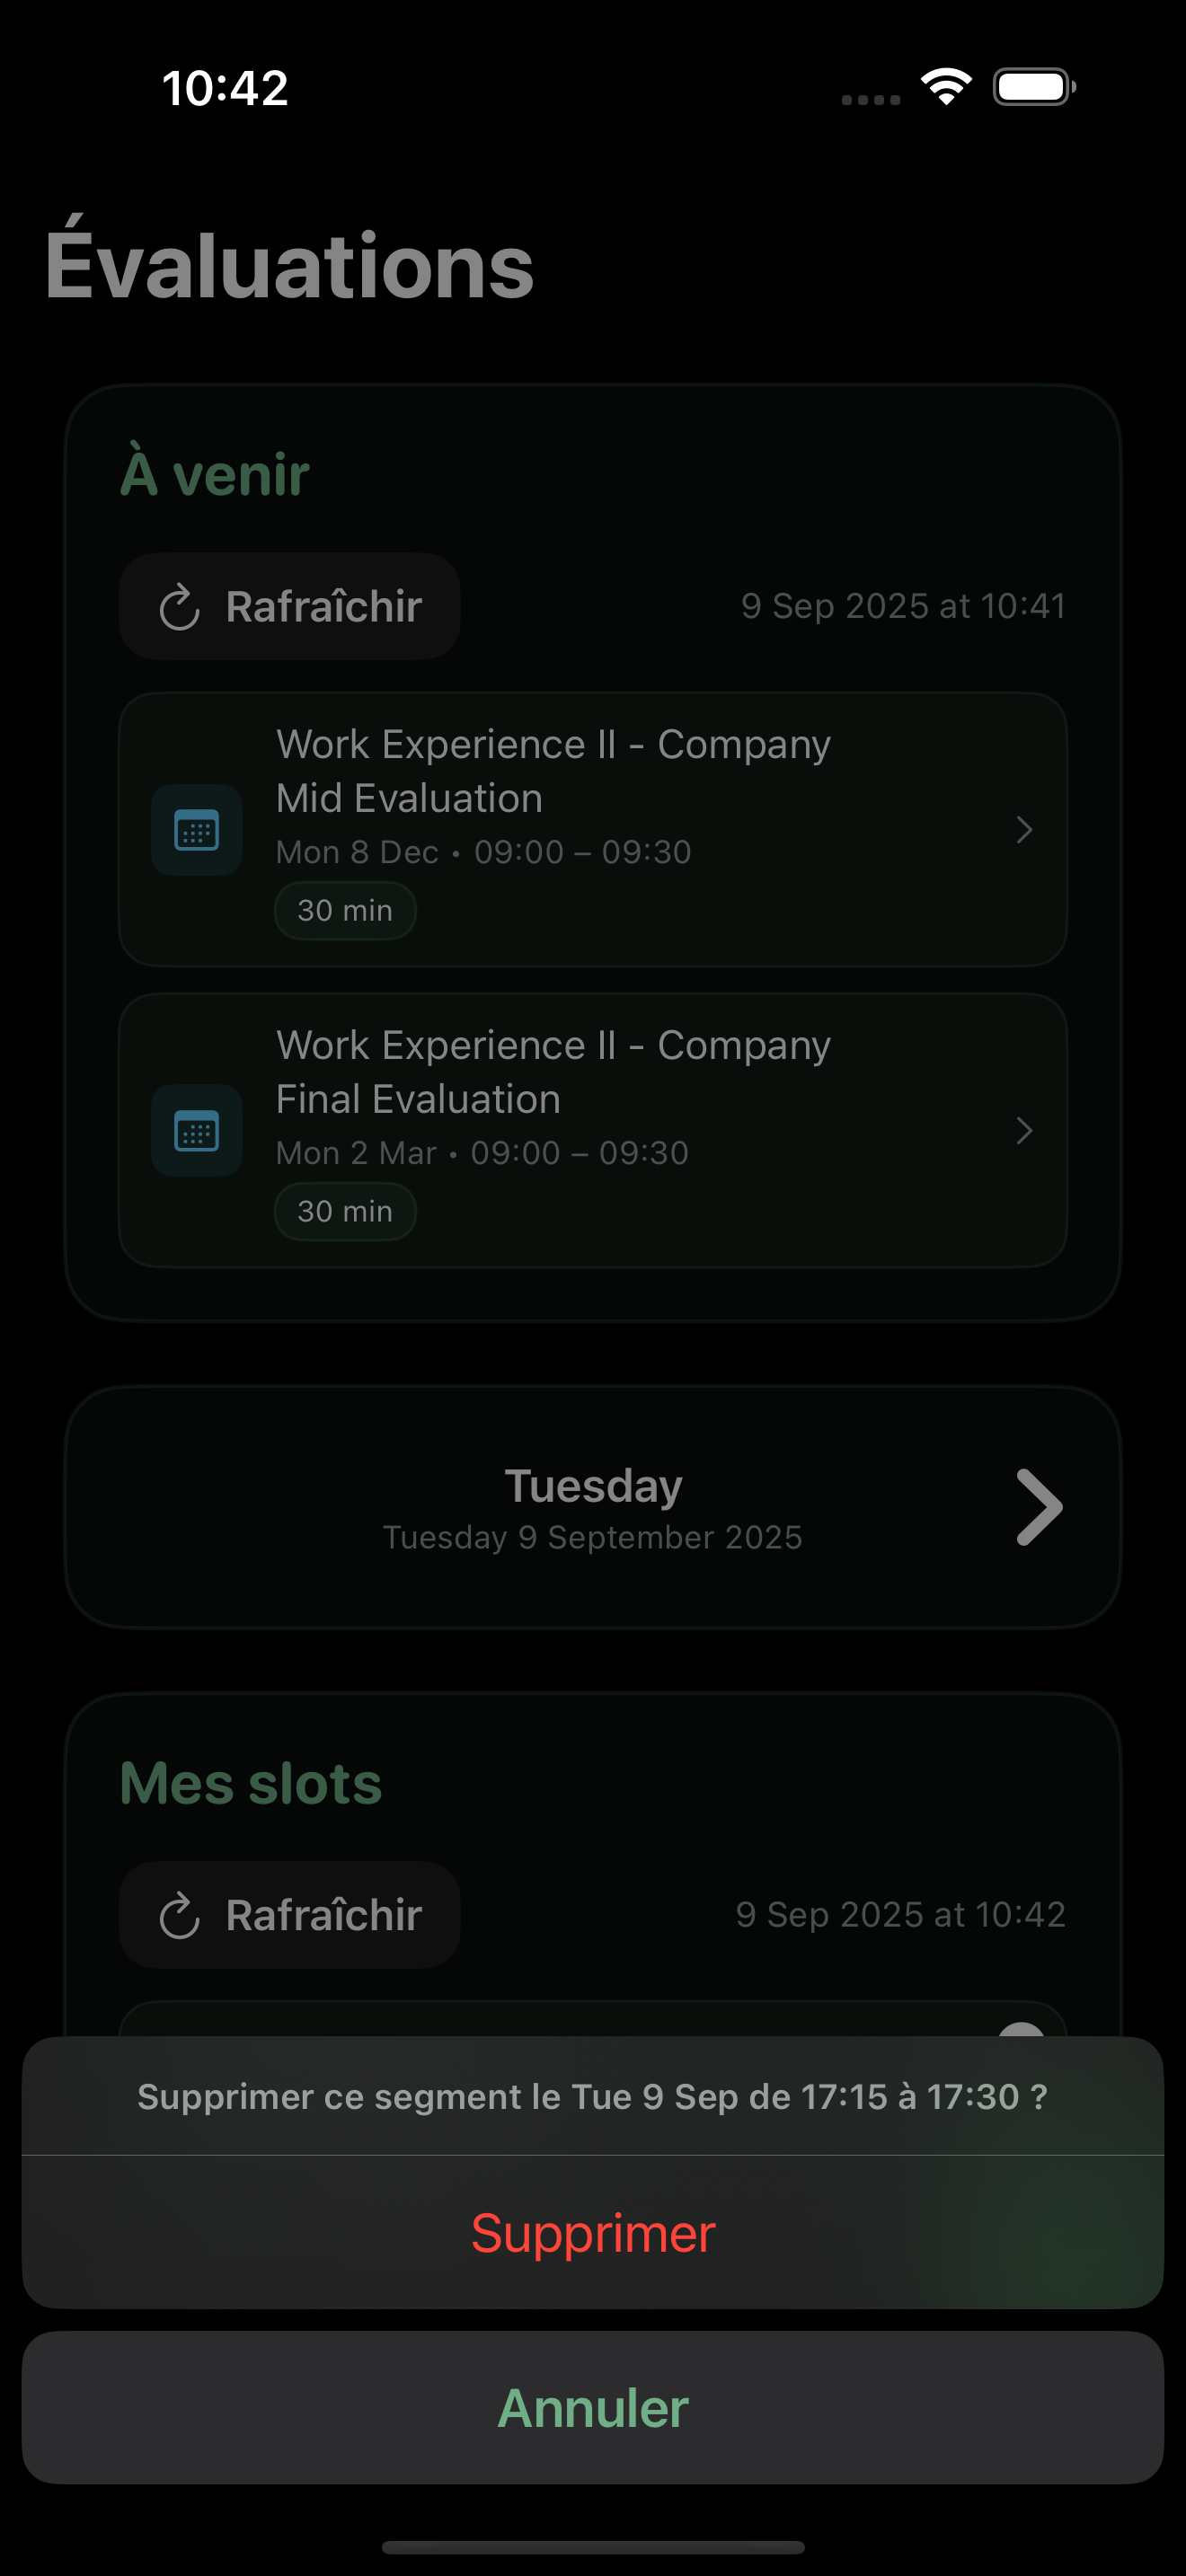 10:42
Évaluations
À venir
Rafraîchir
9 Sep 2025 at 10:41
Work Experience II - Company
Mid Evaluation
Mon 8 Dec • 09:00 – 09:30
30 min
Work Experience II - Company
Final Evaluation
Mon 2 Mar • 09:00 – 09:30
30 min
Tuesday
Tuesday 9 September 2025
Mes slots
Rafraîchir
9 Sep 2025 at 10:42
Supprimer ce segment le Tue 9 Sep de 17:15 à 17:30 ?
Supprimer
Annuler